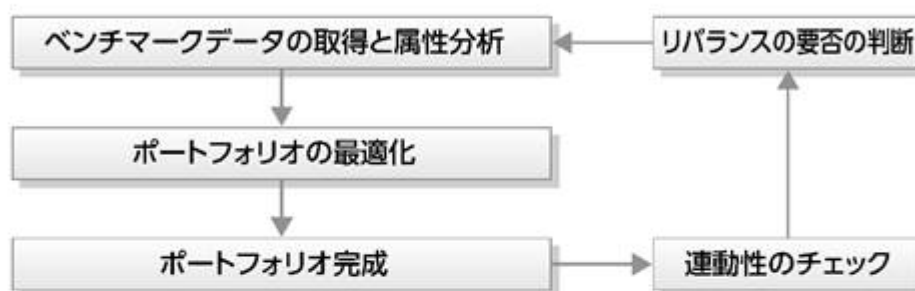 ベンチマークデータの取得と属性分析
リバランスの要否の判断
ポートフォリオの最適化
ポートフォリオ完成
連動性のチェック